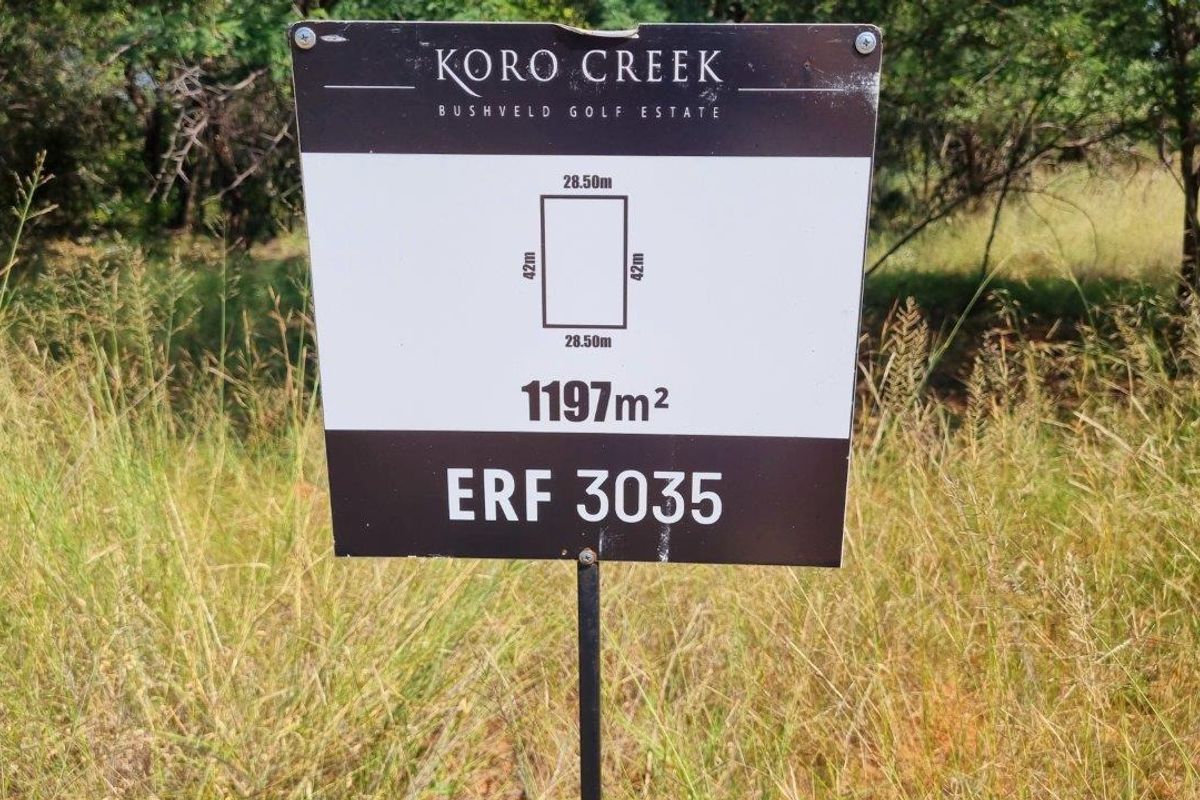 KORO CREEK
BUSHVELD GOLF ESTATE
28.50m
42m 42m
28.50m
1197m²
ERF 3035